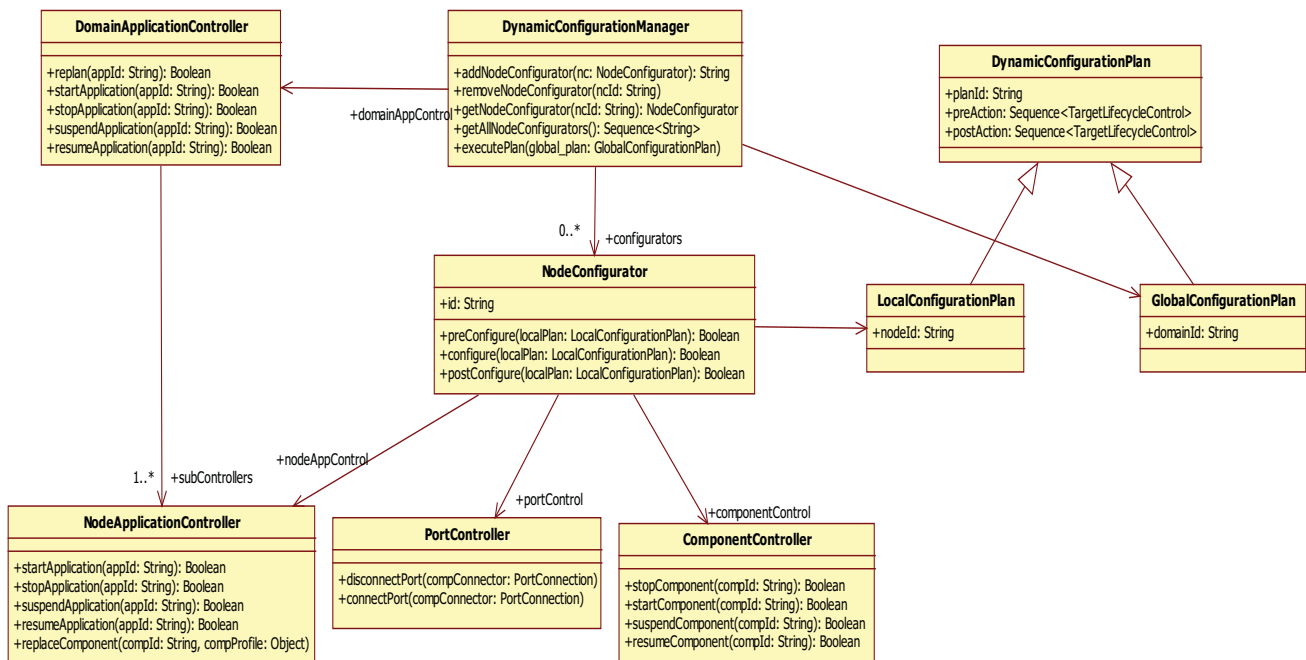 DomainApplicationController
+replan(appId: String): Boolean
+startApplication(appId: String): Boolean
+stopApplication(appId: String): Boolean
+suspendApplication(appId: String): Boolean
+resumeApplication(appId: String): Boolean
DynamicConfigurationManager
+addNodeConfigurator(nc: NodeConfigurator): String
+removeNodeConfigurator(ncId: String)
+getNodeConfigurator(ncId: String): NodeConfigurator
+getAllNodeConfigurators(): Sequence<String>
+executePlan(global_plan: GlobalConfigurationPlan)
DynamicConfigurationPlan
+planId: String
+preAction: Sequence<TargetLifecycleControl>
+postAction: Sequence<TargetLifecycleControl>
+domainAppControl
0..*
+configurators
NodeConfigurator
+id: String
+preConfigure(localPlan: LocalConfigurationPlan): Boolean
+configure(localPlan: LocalConfigurationPlan): Boolean
+postConfigure(localPlan: LocalConfigurationPlan): Boolean
LocalConfigurationPlan
+nodeId: String
GlobalConfigurationPlan
+domainId: String
1..*
+subControllers
+nodeAppControl
+portControl
+componentControl
NodeApplicationController
+startApplication(appId: String): Boolean
+stopApplication(appId: String): Boolean
+suspendApplication(appId: String): Boolean
+resumeApplication(appId: String): Boolean
+replaceComponent(compId: String, compProfile: Object)
PortController
+disconnectPort(compConnector: PortConnection)
+connectPort(compConnector: PortConnection)
ComponentController
+stopComponent(compId: String): Boolean
+startComponent(compId: String): Boolean
+suspendComponent(compId: String): Boolean
+resumeComponent(compId: String): Boolean